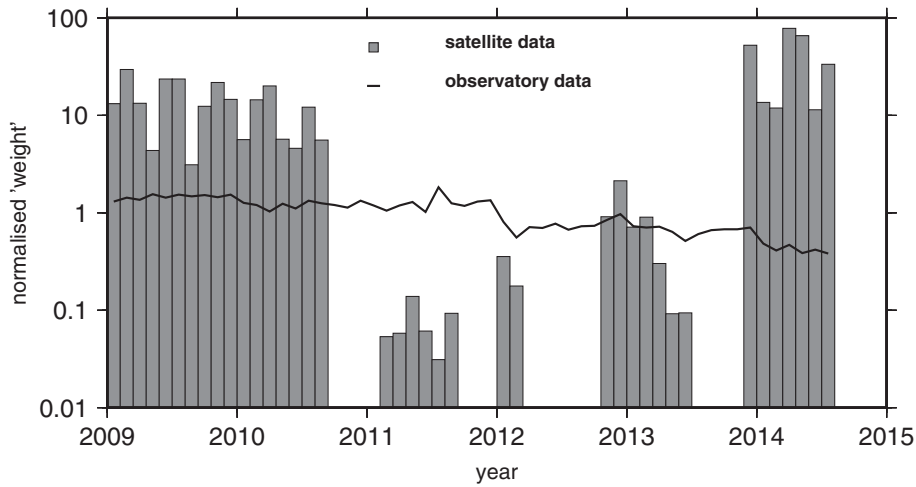 100
10
1
0.1
0.01
normalised 'weight'
satellite data
observatory data
2009 2010 2011 2012 2013 2014 2015
year